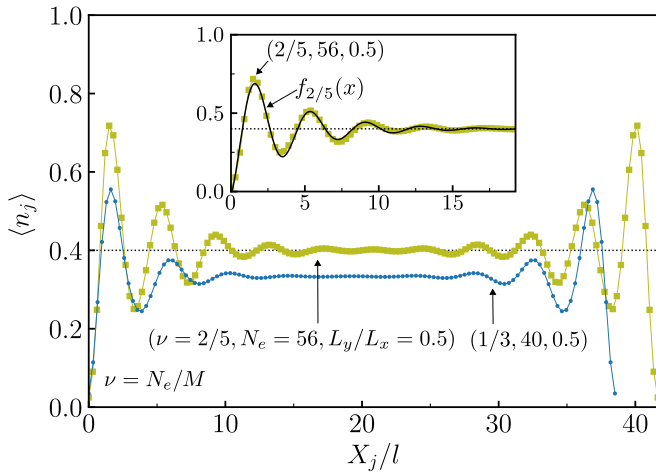 1.0
0.8
0.6
0.4
0.2
0.0
⟨n_j⟩
1.0
0.5
0.0
(2/5, 56, 0.5)
f_{2/5}(x)
5
10
15
(ν = 2/5, N_e = 56, L_y/L_x = 0.5)
(1/3, 40, 0.5)
ν = N_e/M
0
10
20
30
40
X_j/l